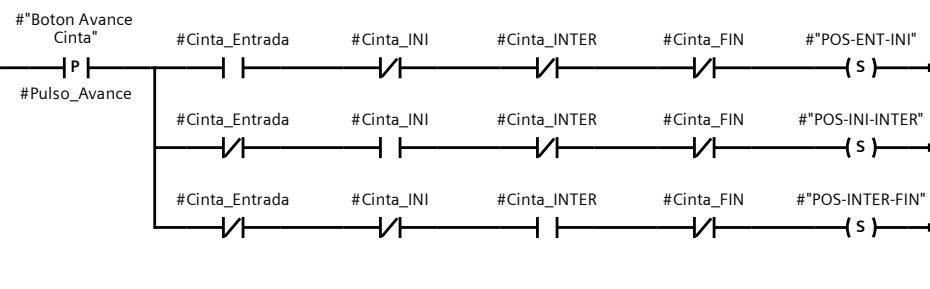 #"Boton Avance
Cinta"
#Cinta_Entrada #Cinta_INI #Cinta_INTER #Cinta_FIN #"POS-ENT-INI"
P S
#Pulso_Avance
#Cinta_Entrada #Cinta_INI #Cinta_INTER #Cinta_FIN #"POS-INI-INTER"
S
#Cinta_Entrada #Cinta_INI #Cinta_INTER #Cinta_FIN #"POS-INTER-FIN"
S